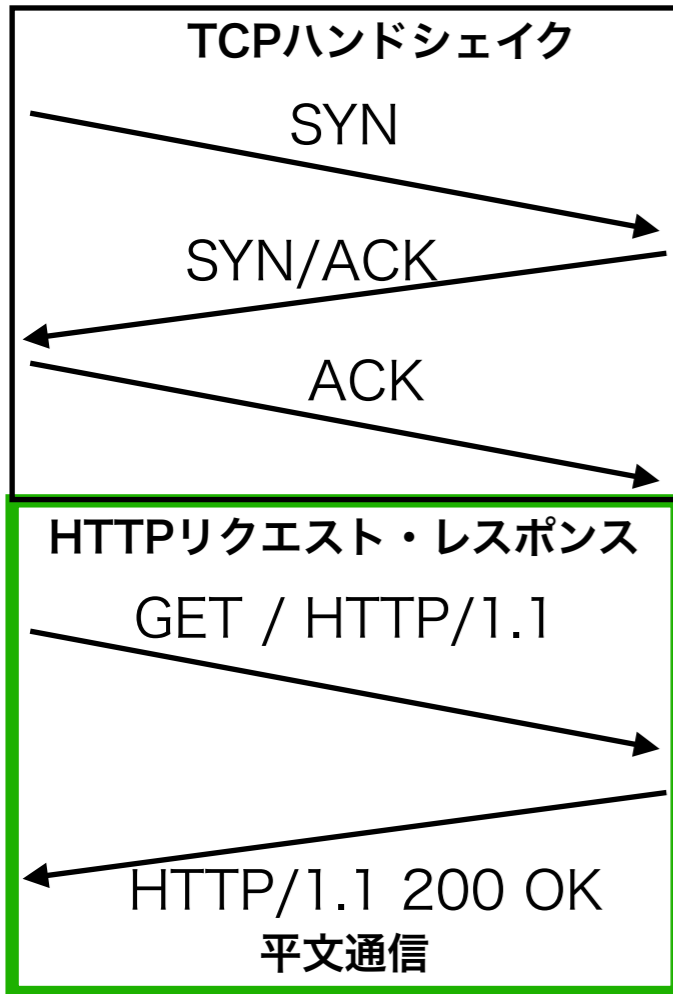 TCPハンドシェイク
SYN
SYN/ACK
ACK
HTTPリクエスト・レスポンス
GET / HTTP/1.1
HTTP/1.1 200 OK
平文通信